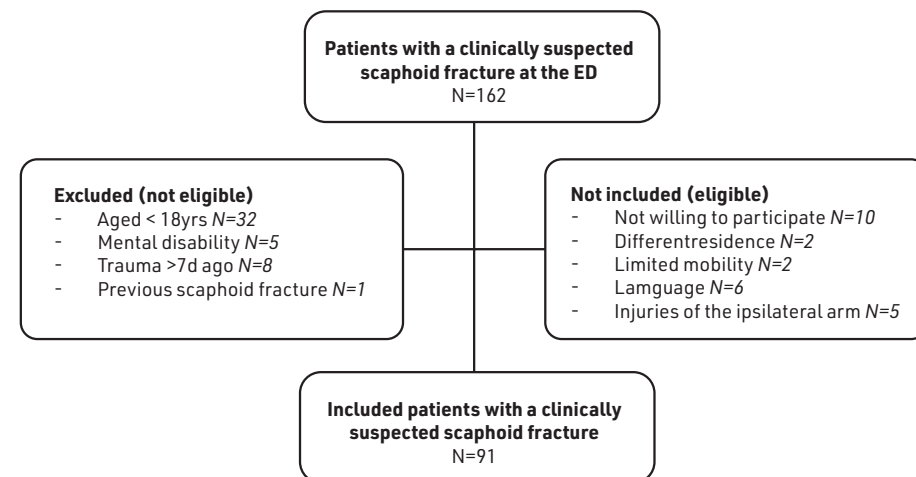 Patients with a clinically suspected
scaphoid fracture at the ED
N=162
Excluded (not eligible)
- Aged < 18yrs N=32
- Mental disability N=5
- Trauma >7d ago N=8
- Previous scaphoid fracture N=1
Not included (eligible)
- Not willing to participate N=10
- Differentresidence N=2
- Limited mobility N=2
- Lamguage N=6
- Injuries of the ipsilateral arm N=5
Included patients with a clinically
suspected scaphoid fracture
N=91